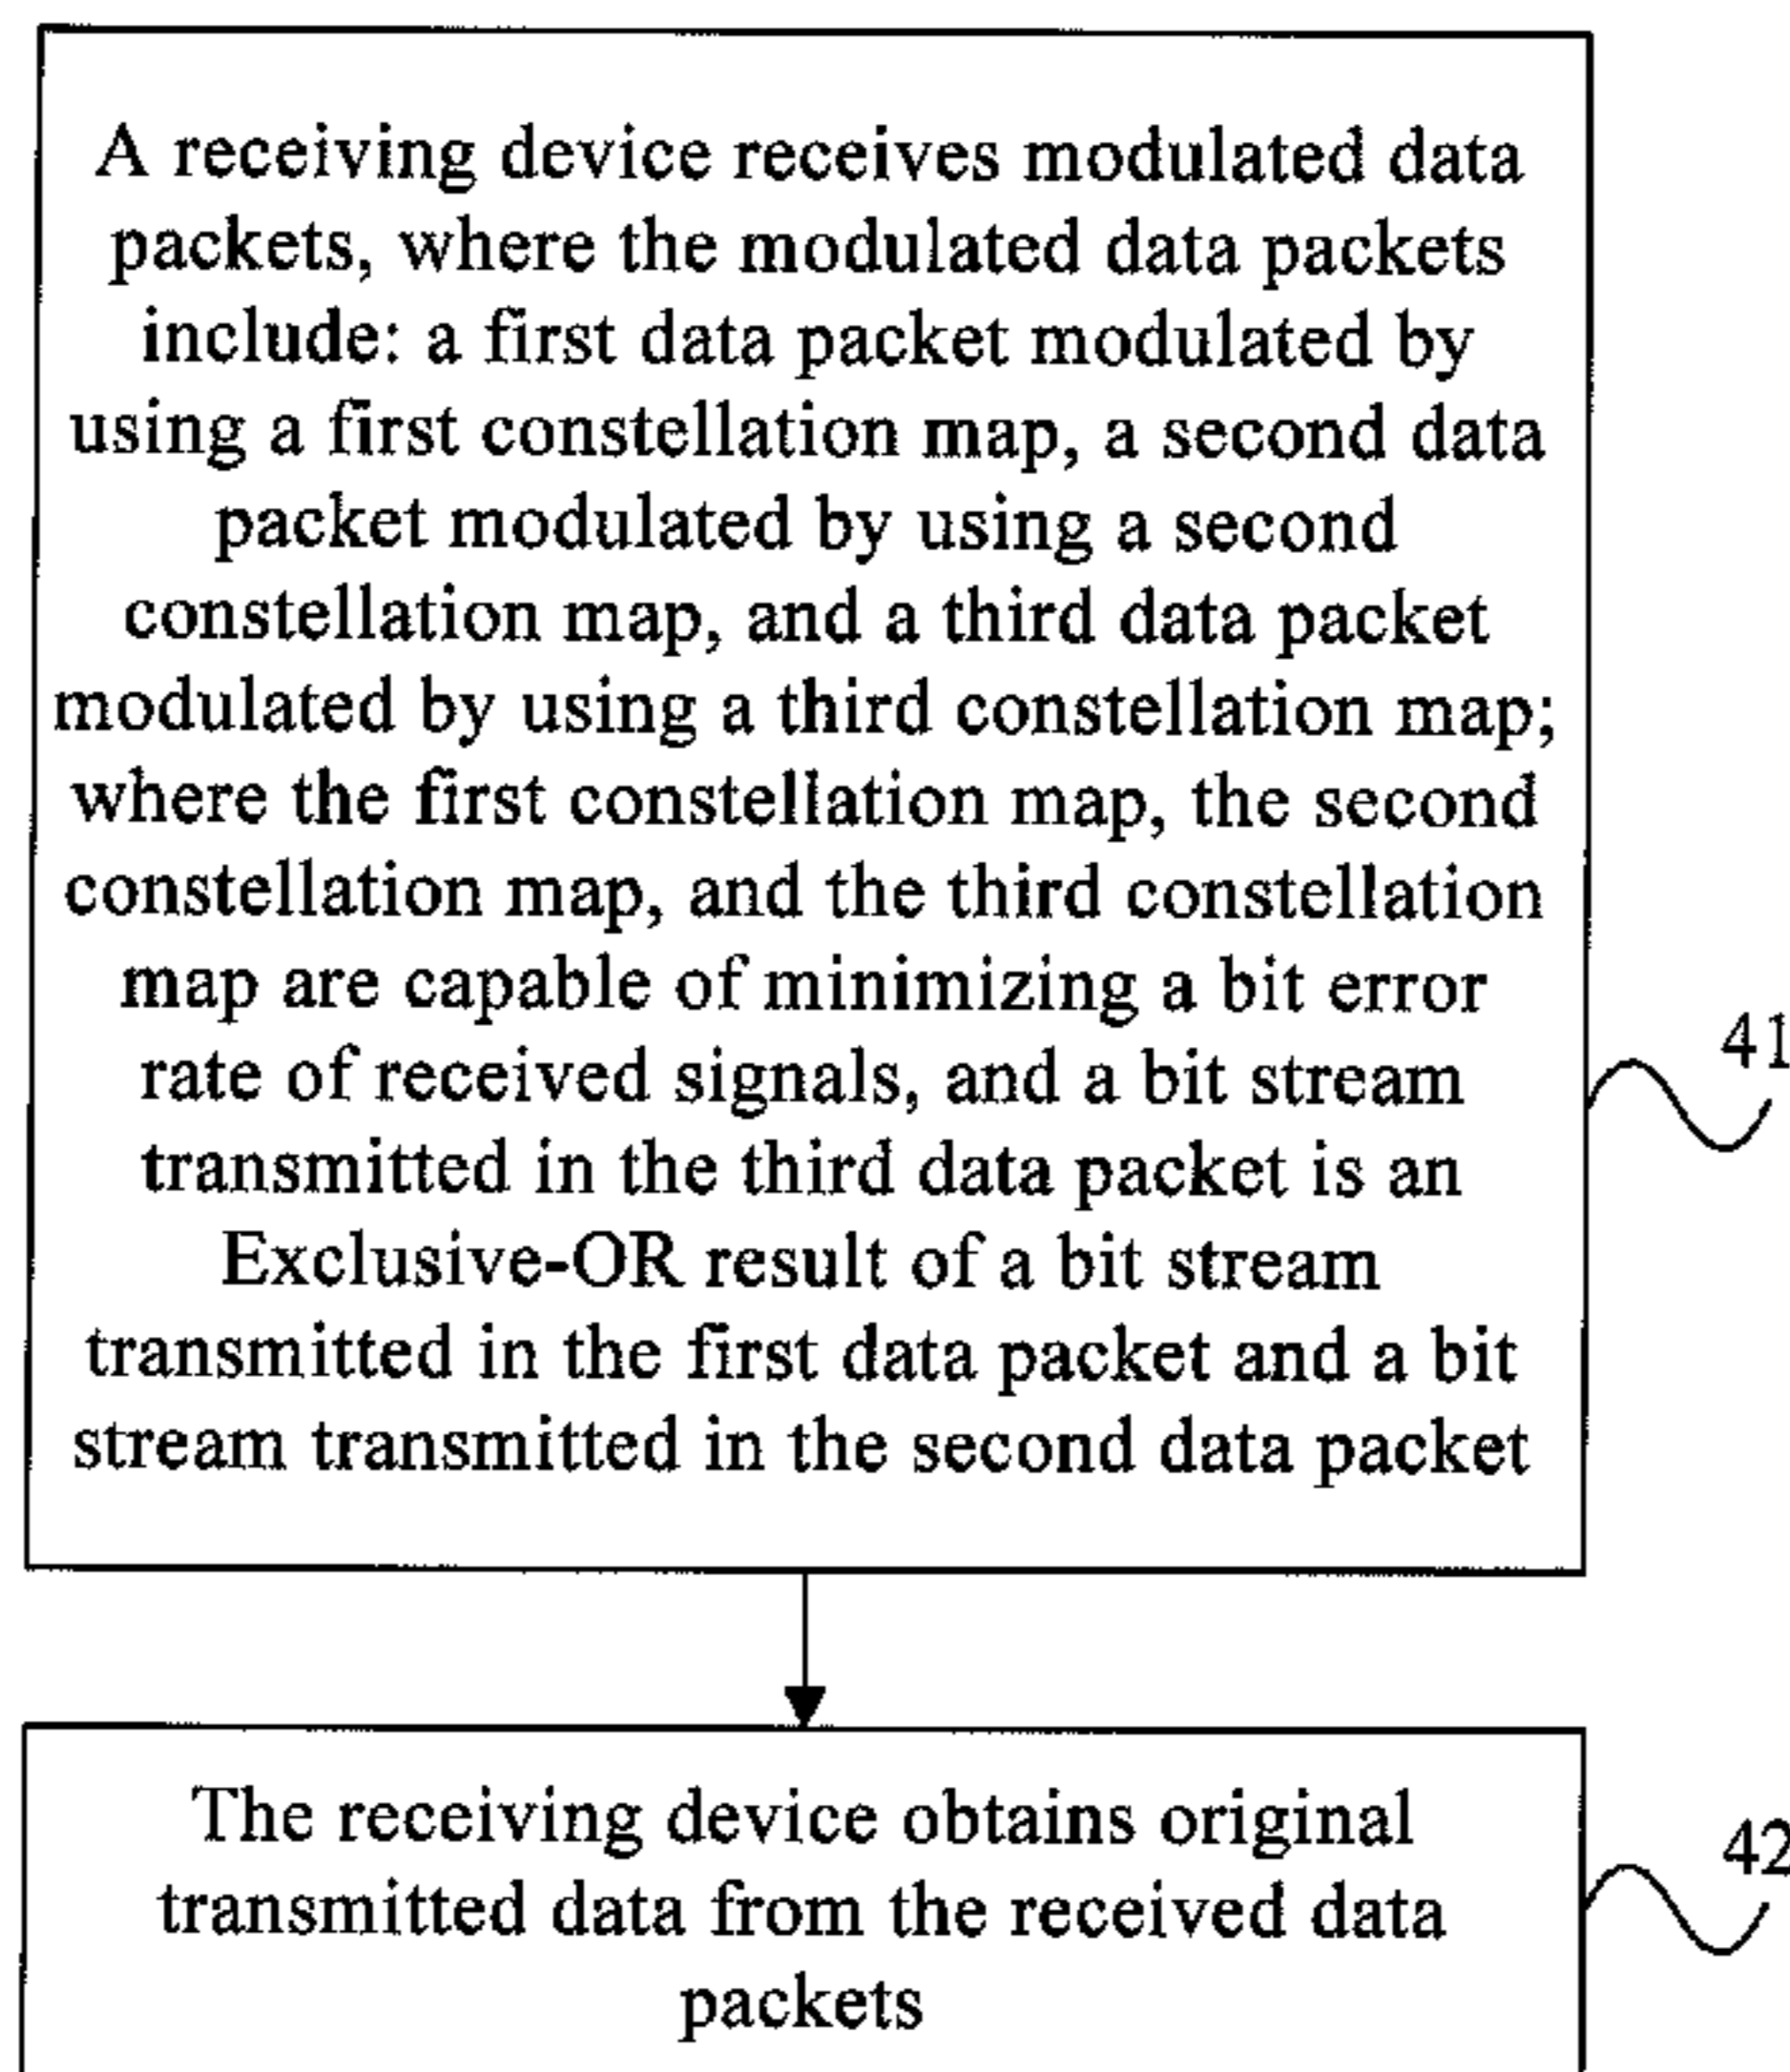 A receiving device receives modulated data
packets, where the modulated data packets
include: a first data packet modulated by
using a first constellation map, a second data
packet modulated by using a second
constellation map, and a third data packet
modulated by using a third constellation map;
where the first constellation map, the second
constellation map, and the third constellation
map are capable of minimizing a bit error
rate of received signals, and a bit stream
transmitted in the third data packet is an
Exclusive-OR result of a bit stream
transmitted in the first data packet and a bit
stream transmitted in the second data packet
41
The receiving device obtains original
transmitted data from the received data
packets
42